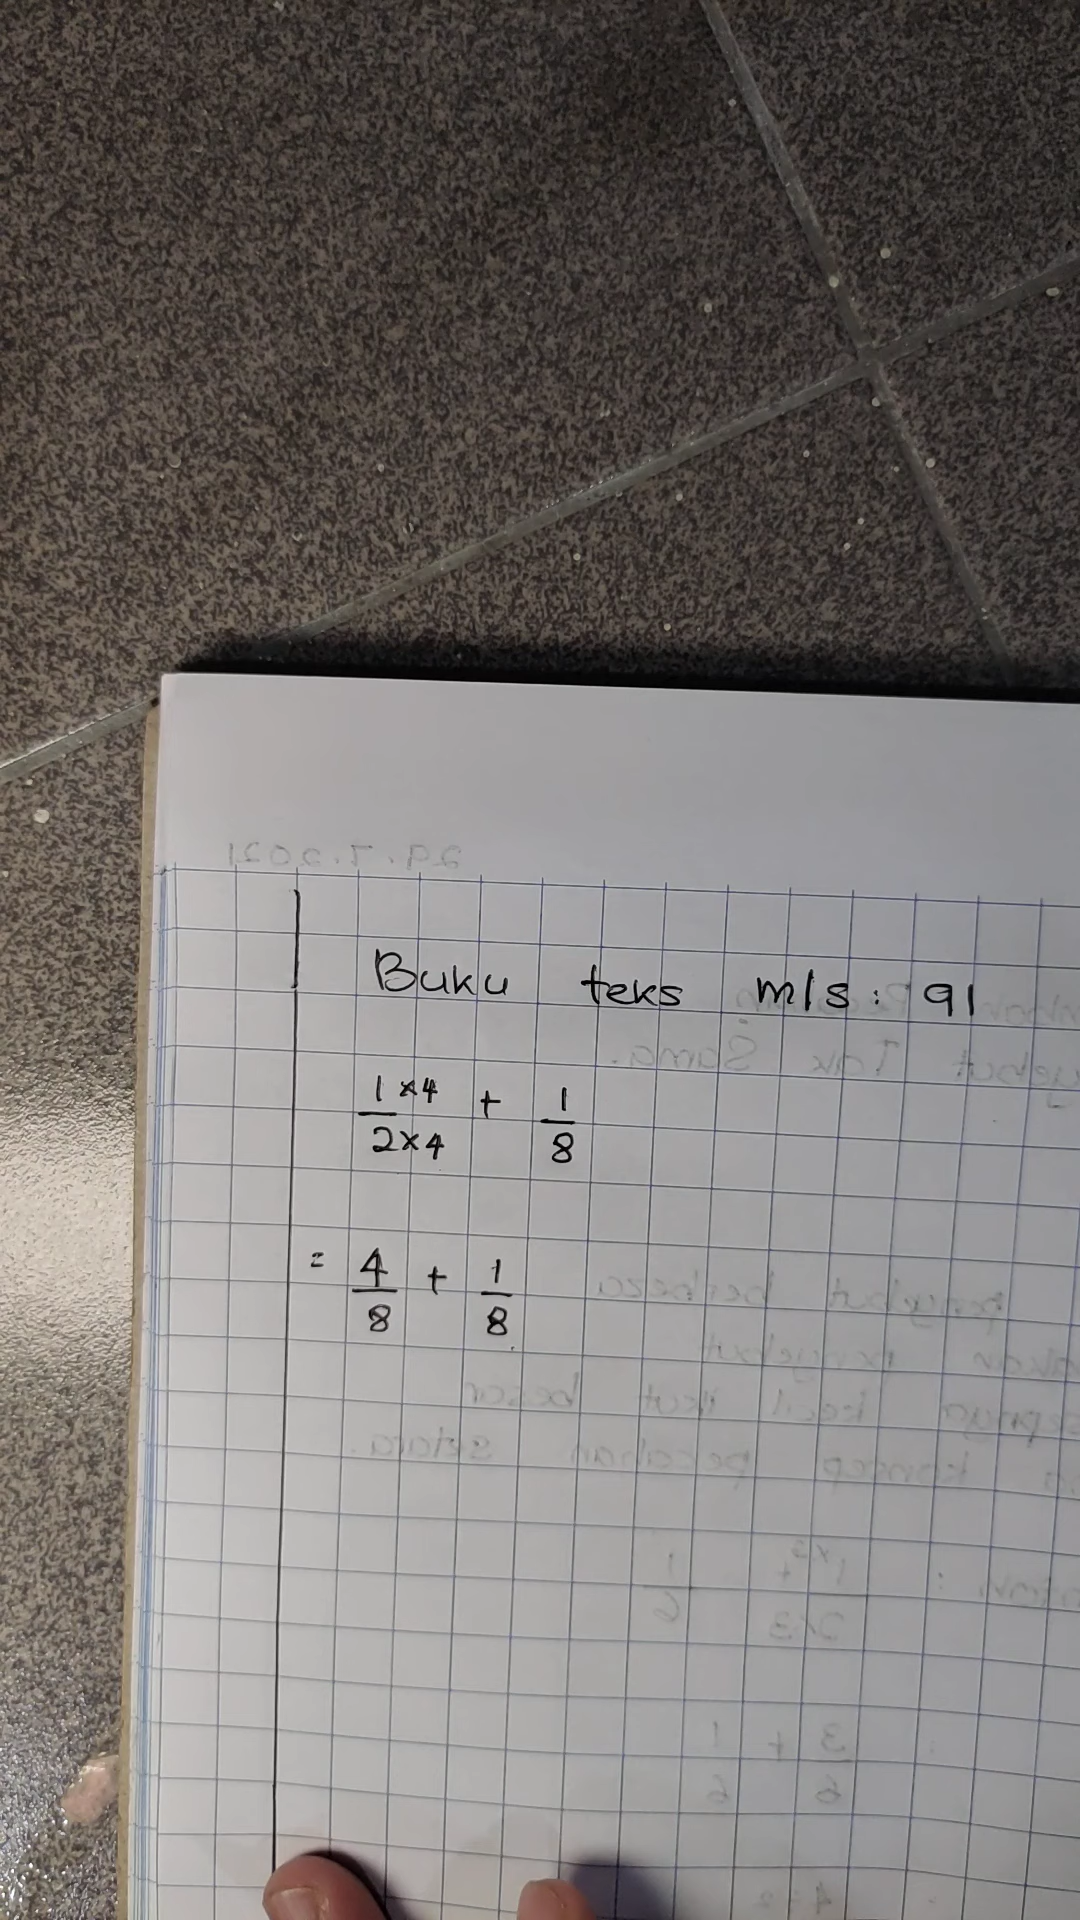 Buku teks m/s: 91
1 ×4 + 1
2×4 8
= 4 + 1
8 8